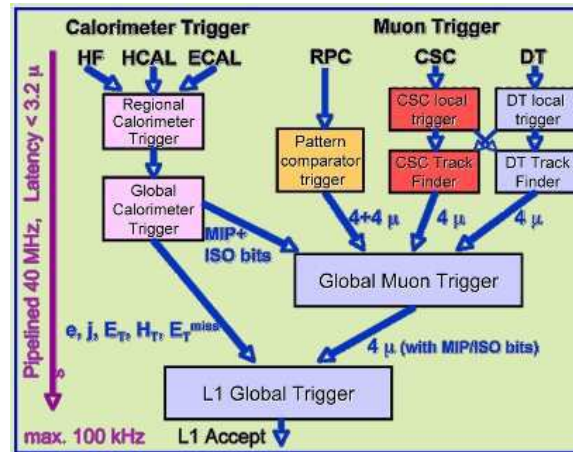 Calorimeter Trigger
Muon Trigger
HF HCAL ECAL
RPC CSC DT
Regional
Calorimeter
Trigger
CSC local
trigger
DT local
trigger
Pattern
comparator
trigger
CSC Track
Finder
DT Track
Finder
Global
Calorimeter
Trigger
MIP+
ISO bits
4+4 μ
4 μ
4 μ
Global Muon Trigger
e, j, E_T, H_T, E_T^miss
4 μ (with MIP/ISO bits)
L1 Global Trigger
L1 Accept
Pipelined 40 MHz, Latency < 3.2 μ
s
max. 100 kHz